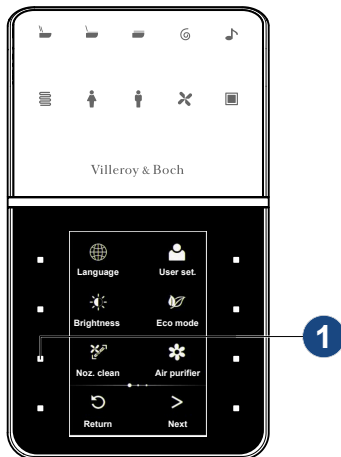 Villeroy & Boch
Language User set.
Brightness Eco mode
1
Noz. clean Air purifier
Return Next